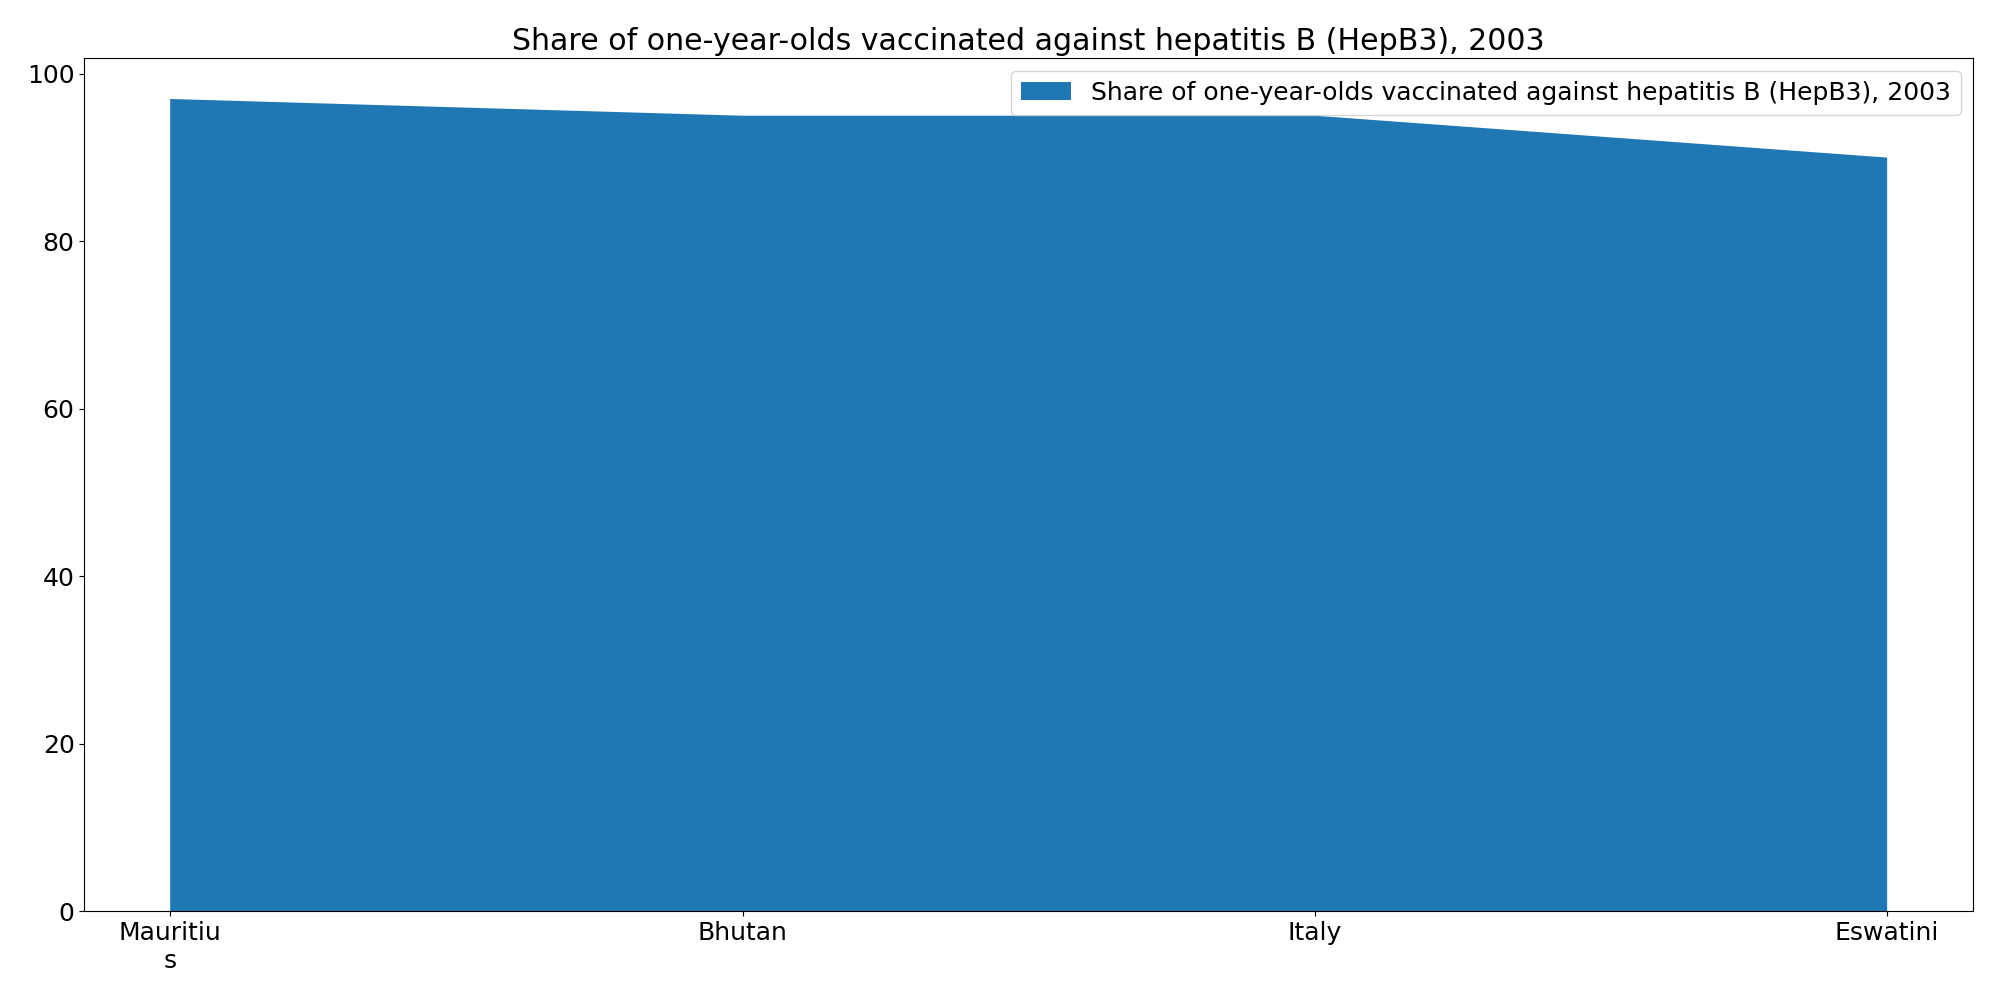 Share of one-year-olds vaccinated against hepatitis B (HepB3), 2003
Share of one-year-olds vaccinated against hepatitis B (HepB3), 2003
100
80
60
40
20
0
Mauritiu
s
Bhutan
Italy
Eswatini